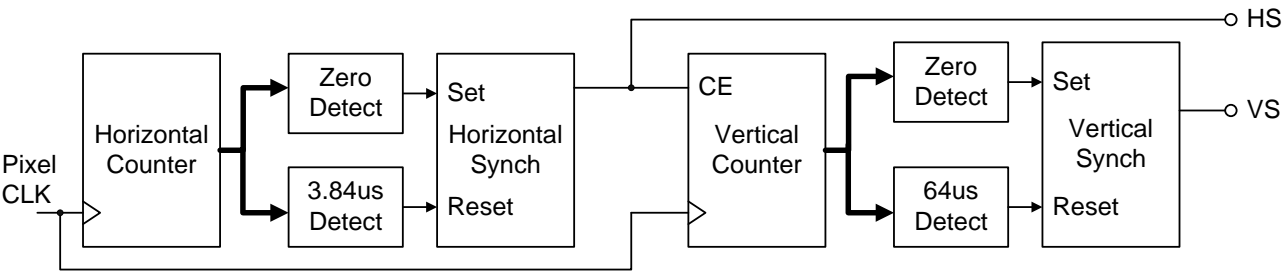 HS
Zero
Detect
Zero
Detect
Set
CE
Set
VS
Horizontal
Counter
Horizontal
Synch
Vertical
Counter
Vertical
Synch
Pixel
CLK
3.84us
Detect
Reset
64us
Detect
Reset